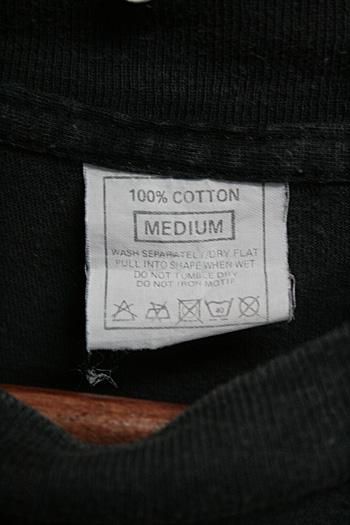 100% COTTON
MEDIUM
WASH SEPARATELY/DRY FLAT
PULL INTO SHAPE WHEN WET
DO NOT TUMBLE DRY
DO NOT IRON MOTIF
40